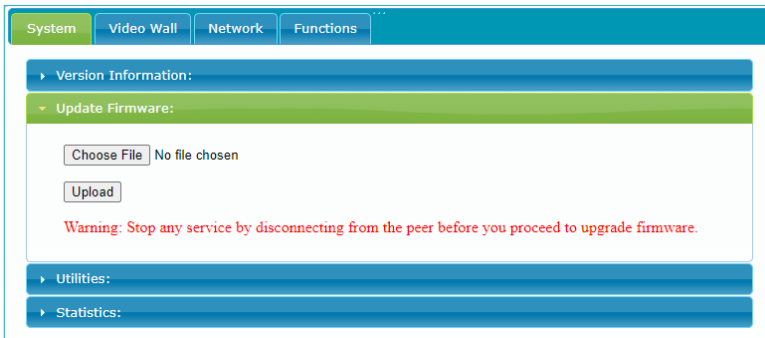 System Video Wall Network Functions
Version Information:
Update Firmware:
Choose File No file chosen
Upload
Warning: Stop any service by disconnecting from the peer before you proceed to upgrade firmware.
Utilities:
Statistics: